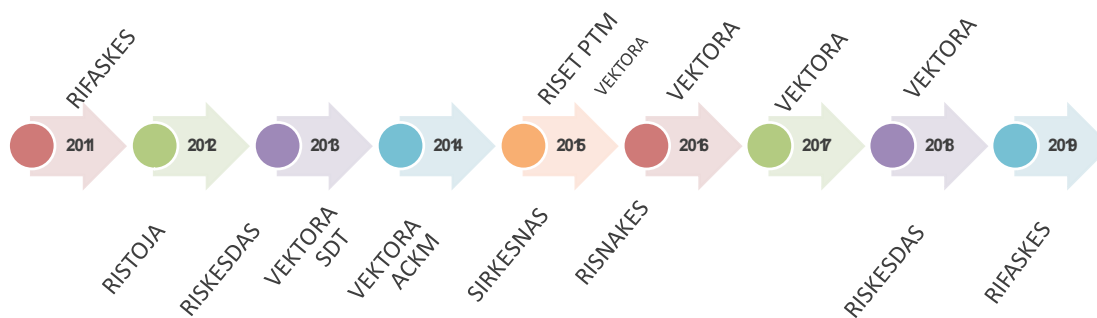 RIFASKES
RISET PTM
VEKTORA
VEKTORA
VEKTORA
VEKTORA
2011
2012
2013
2014
2015
2016
2017
2018
2019
RISTOJA
RISKESDAS
VEKTORA
SDT
VEKTORA
ACKM
SIRKESNAS
RISNAKES
RISKESDAS
RIFASKES